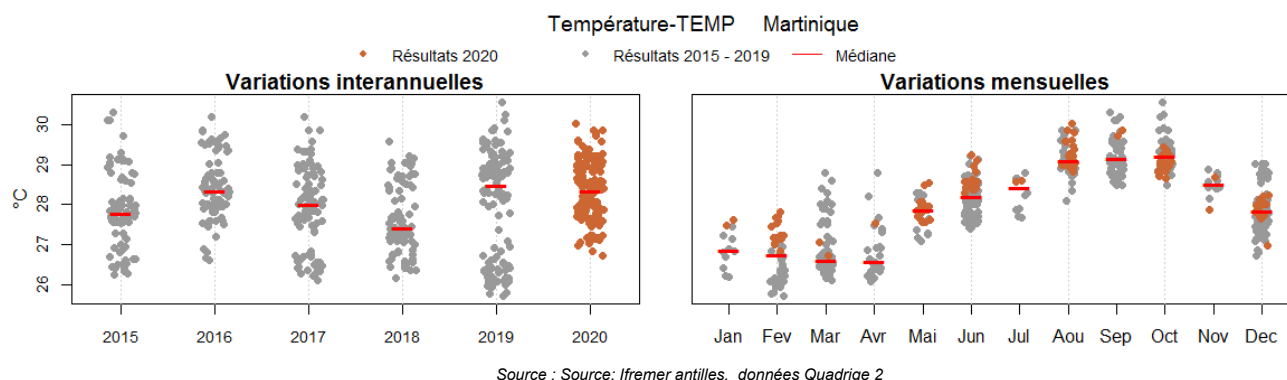 Température-TEMP Martinique
Résultats 2020 Résultats 2015 - 2019 Médiane
Variations interannuelles Variations mensuelles
°C
30
29
28
27
26
2015 2016 2017 2018 2019 2020
Jan Fev Mar Avr Mai Jun Jul Aou Sep Oct Nov Dec
Source : Source: Ifremer antilles, données Quadrige 2